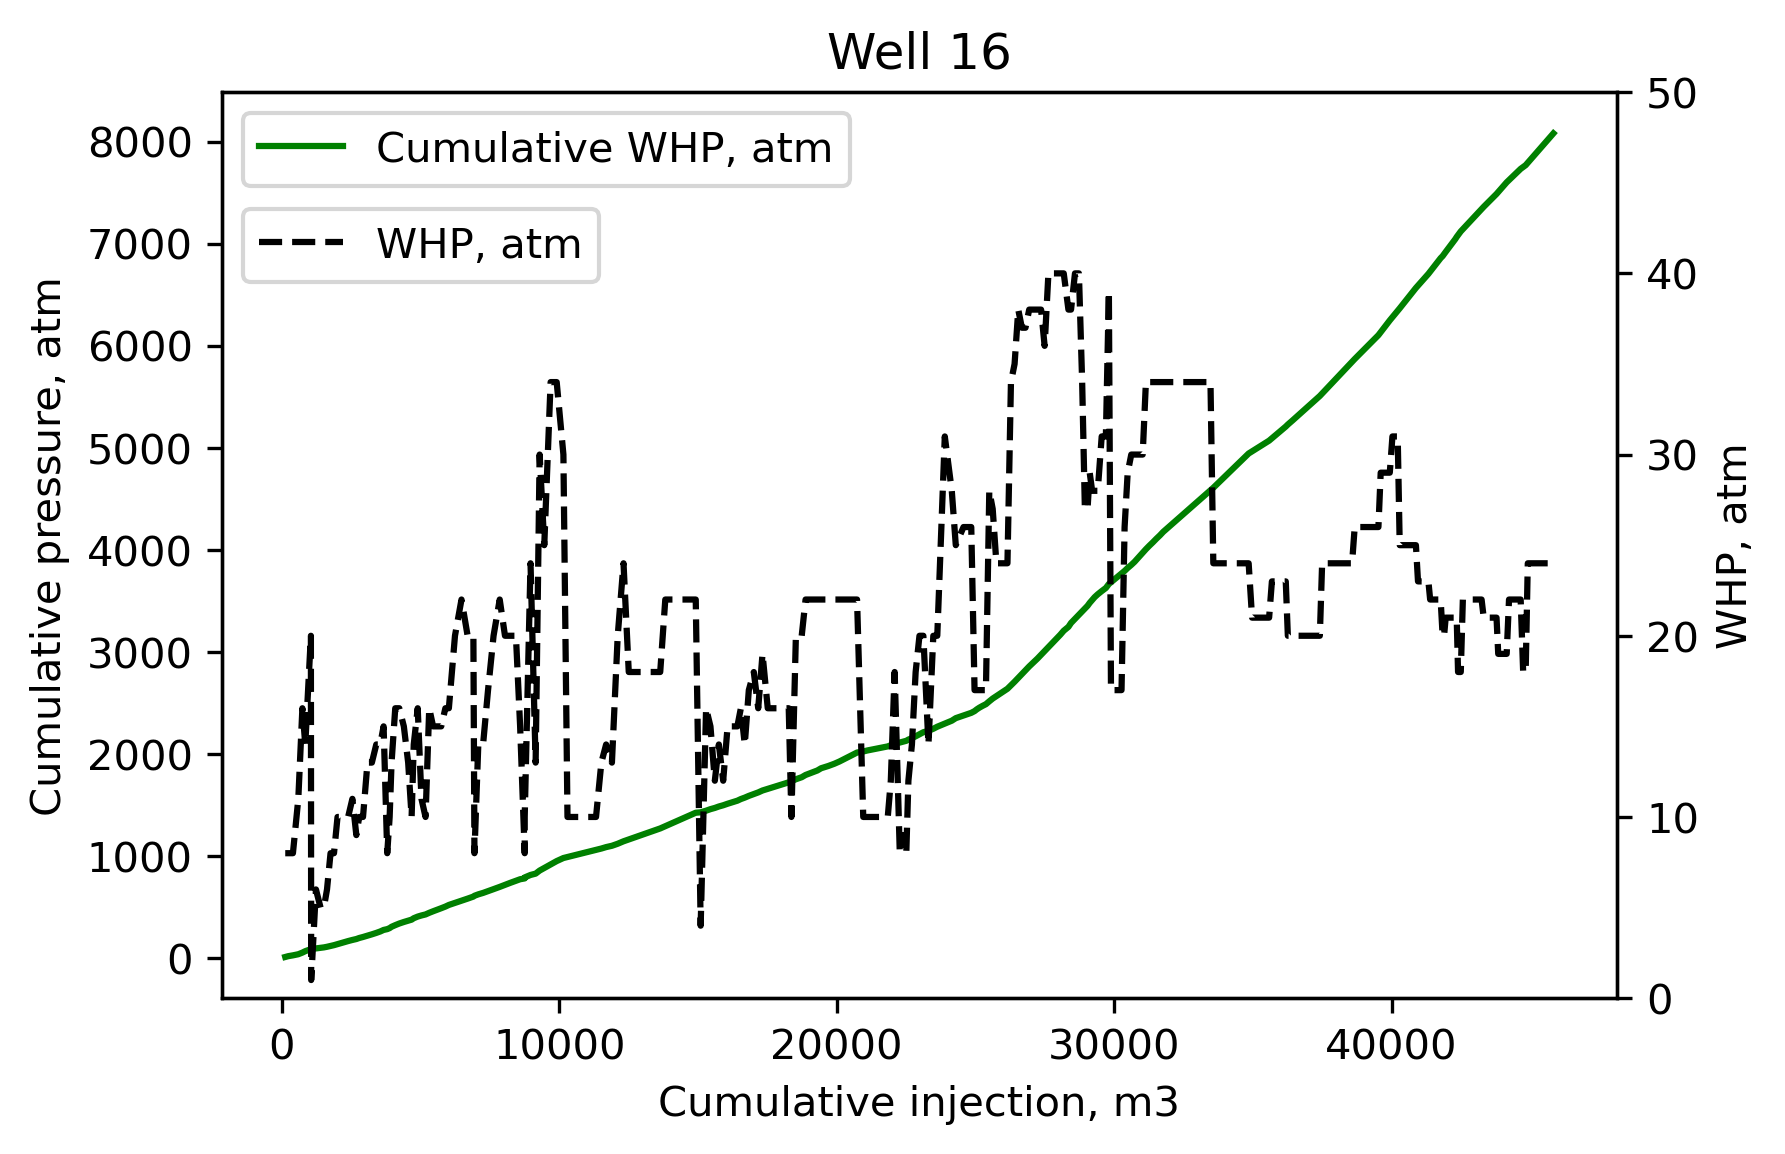 Well 16
Cumulative WHP, atm
WHP, atm
Cumulative pressure, atm
8000
7000
6000
5000
4000
3000
2000
1000
0
50
40
30
20
10
0
WHP, atm
0 10000 20000 30000 40000
Cumulative injection, m3